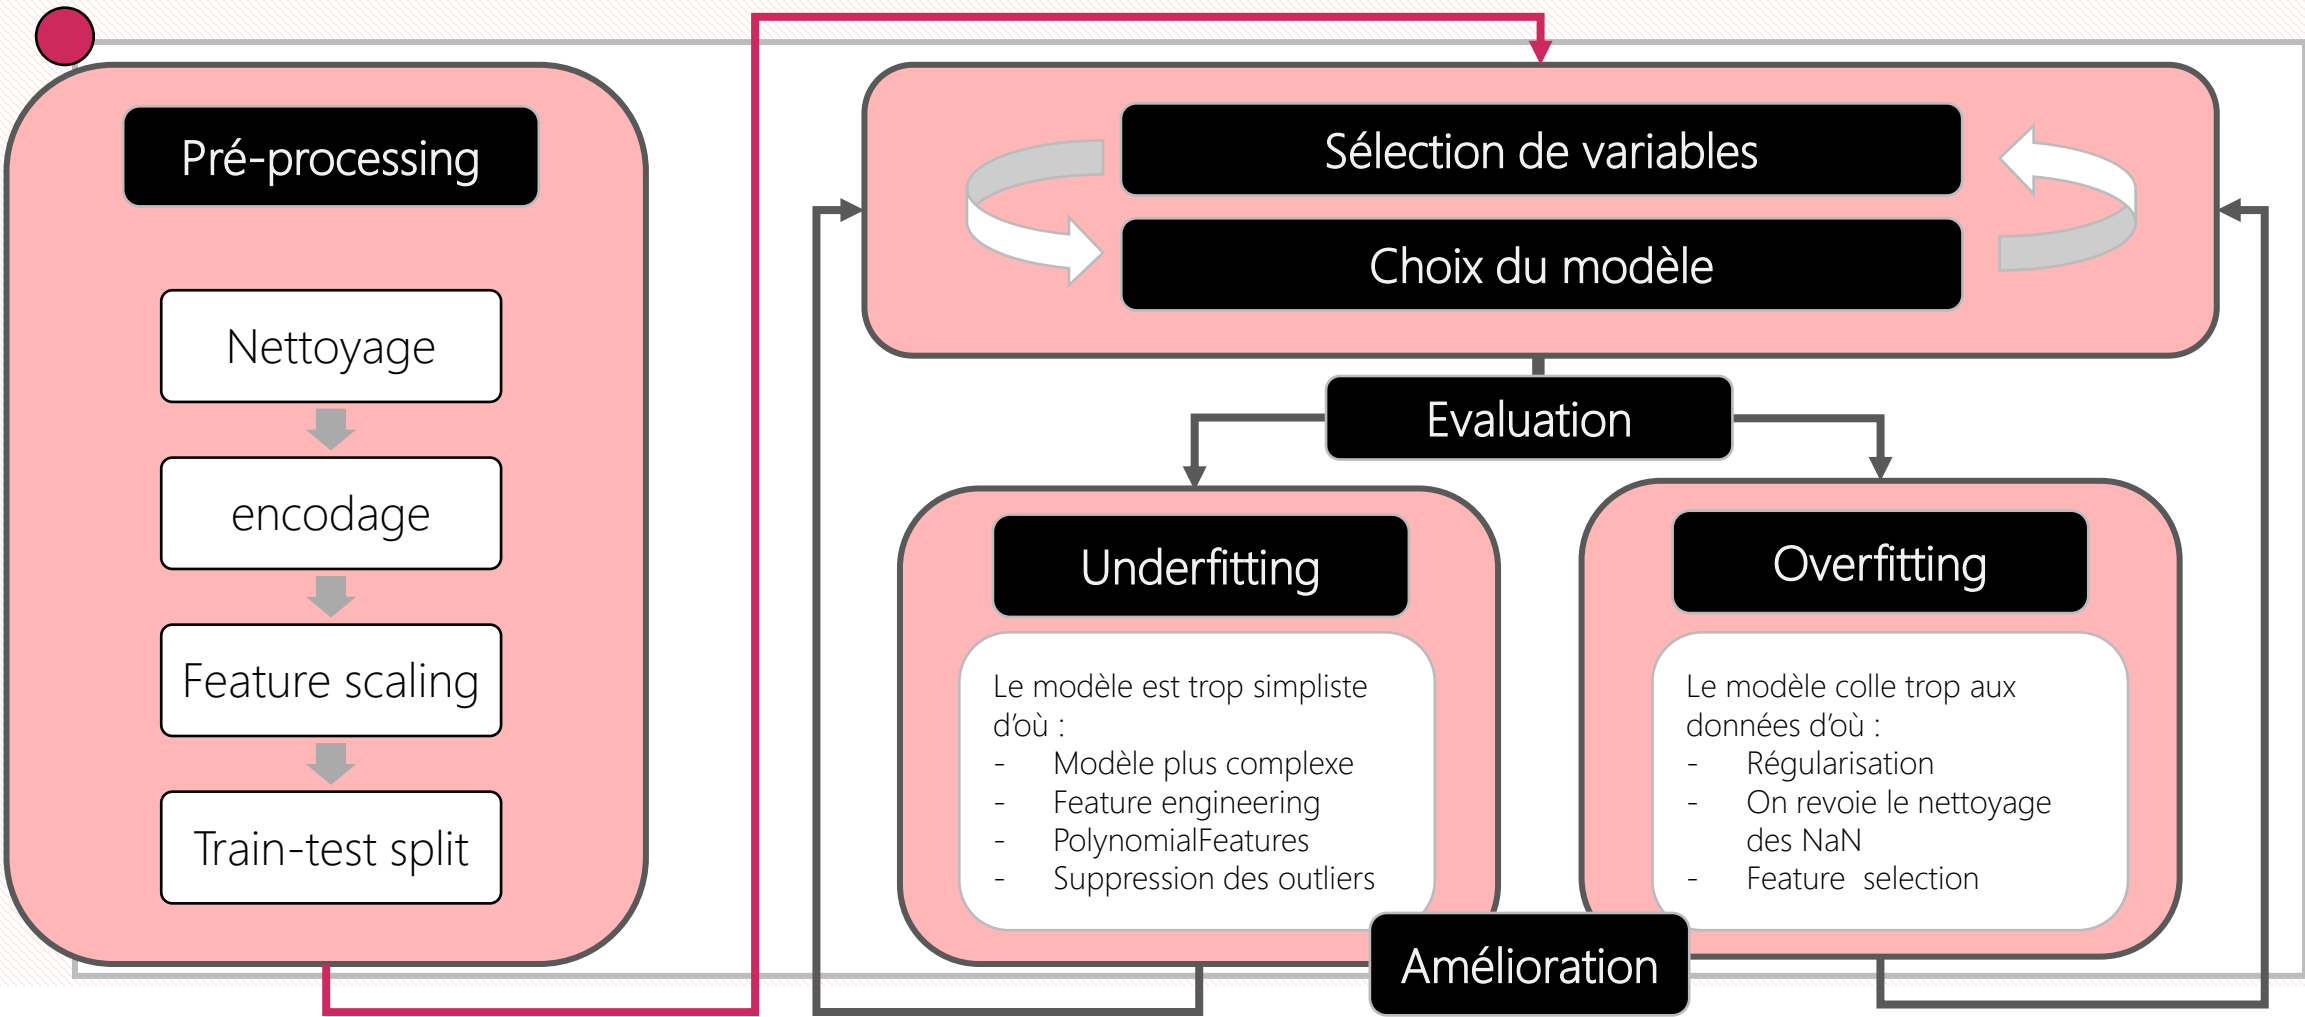 Pré-processing
Nettoyage
encodage
Feature scaling
Train-test split
Sélection de variables
Choix du modèle
Evaluation
Underfitting
Le modèle est trop simpliste
d'où :
- Modèle plus complexe
- Feature engineering
- PolynomialFeatures
- Suppression des outliers
Overfitting
Le modèle colle trop aux
données d'où :
- Régularisation
- On revoie le nettoyage
des NaN
- Feature selection
Amélioration